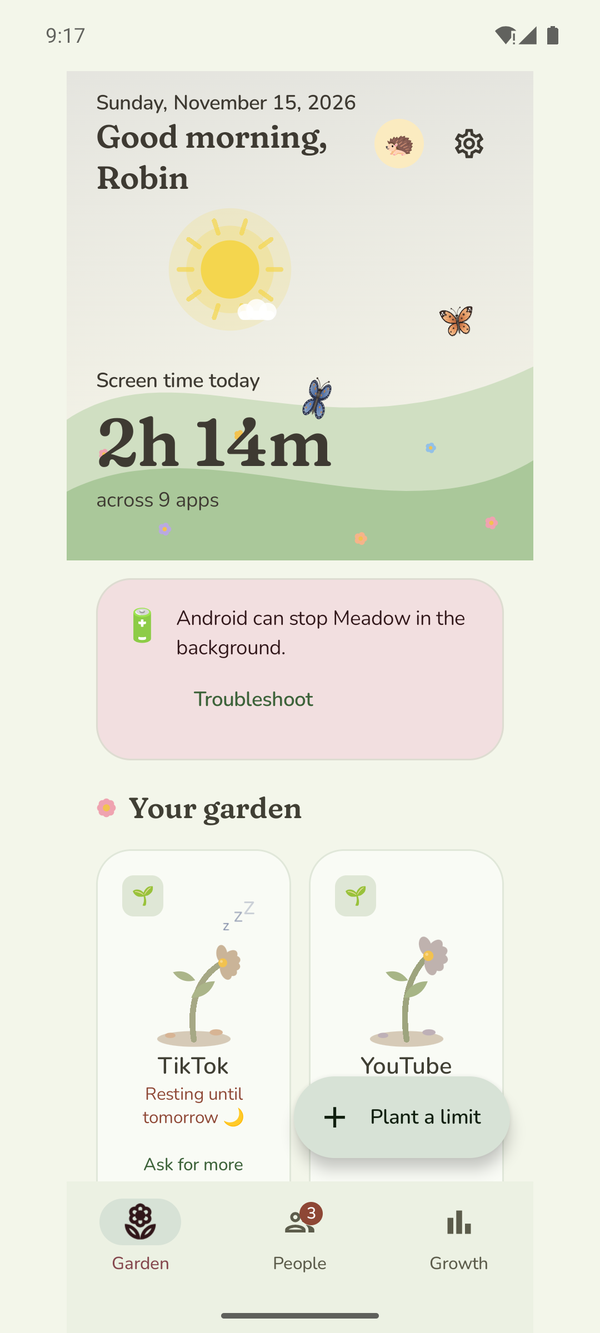 9:17
Sunday, November 15, 2026
Good morning,
Robin
Screen time today
2h 14m
across 9 apps
Android can stop Meadow in the
background.
Troubleshoot
Your garden
z z Z
TikTok
Resting until
tomorrow 🌙
Ask for more
YouTube
+ Plant a limit
Garden
3
People
Growth